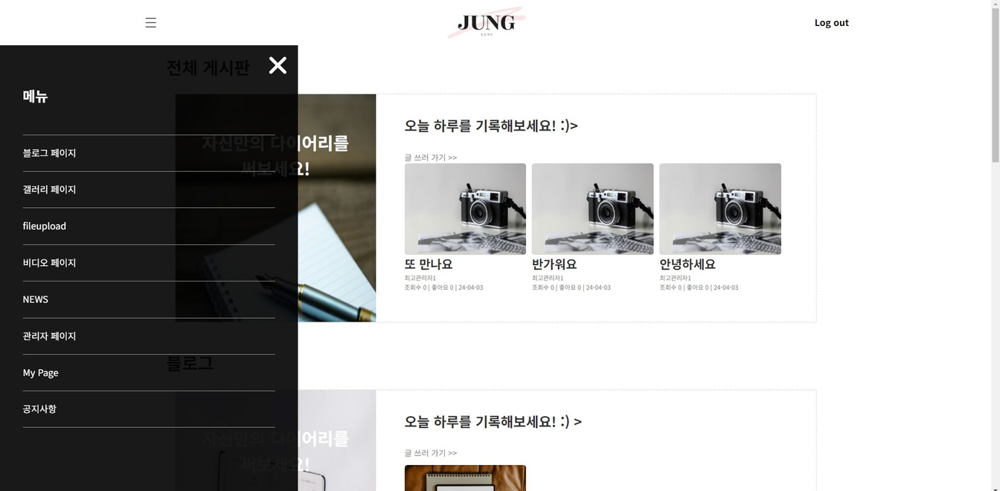 JUNG
프로젝트
Log out
메뉴
블로그 페이지
갤러리 페이지
fileupload
비디오 페이지
NEWS
관리자 페이지
My Page
공지사항
전체 게시판
자신만의 다이어리를
써보세요!
오늘 하루를 기록해보세요! :)>
글 쓰러 가기 >>
또 만나요
최고관리자1
조회수 0 | 좋아요 0 | 24-04-03
반가워요
최고관리자1
조회수 0 | 좋아요 0 | 24-04-03
안녕하세요
최고관리자1
조회수 0 | 좋아요 0 | 24-04-03
블로그
자신만의 다이어리를
써보세요!
오늘 하루를 기록해보세요! :) >
글 쓰러 가기 >>